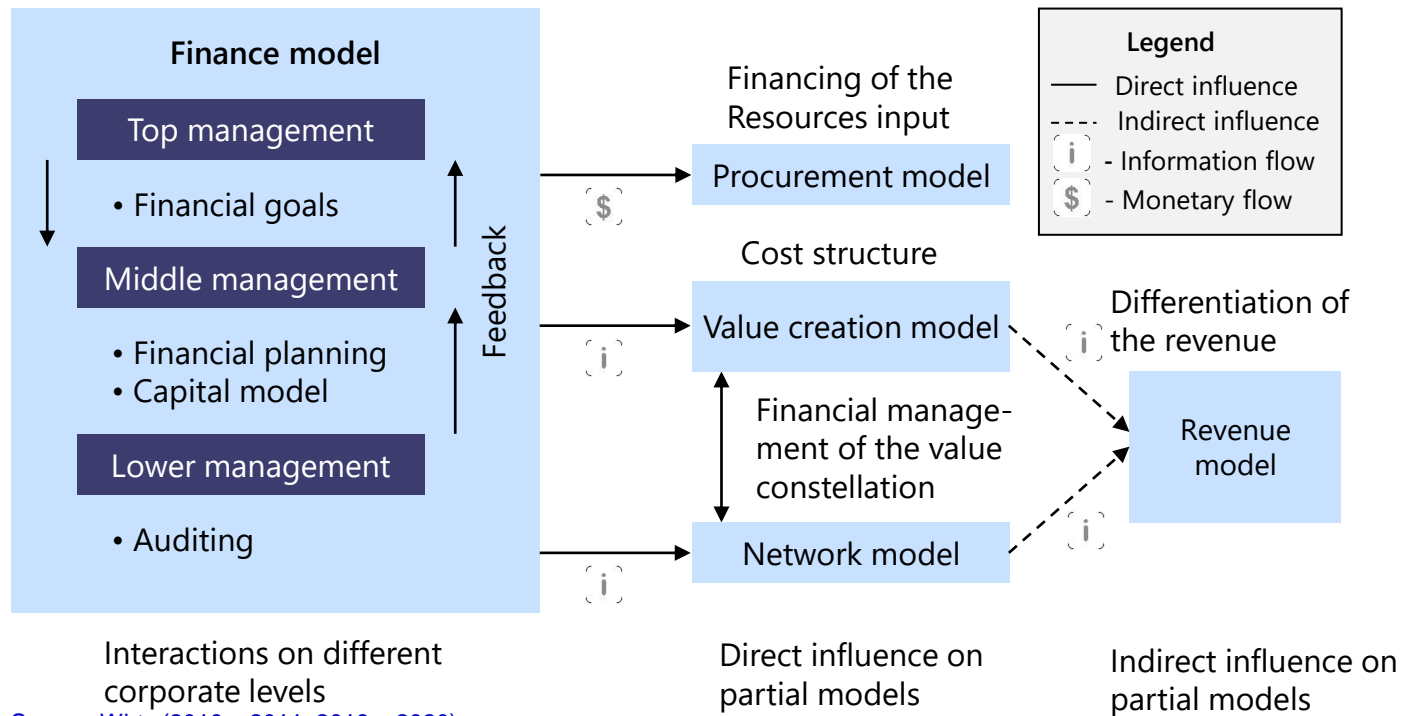 Finance model
Top management
• Financial goals
Middle management
• Financial planning
• Capital model
Lower management
• Auditing
Feedback
$
i
i
Financing of the
Resources input
Procurement model
Cost structure
Value creation model
Financial manage-
ment of the value
constellation
Network model
Legend
Direct influence
Indirect influence
i - Information flow
$ - Monetary flow
Differentiation of
the revenue
i
Revenue
model
i
Interactions on different
corporate levels
Direct influence on
partial models
Indirect influence on
partial models